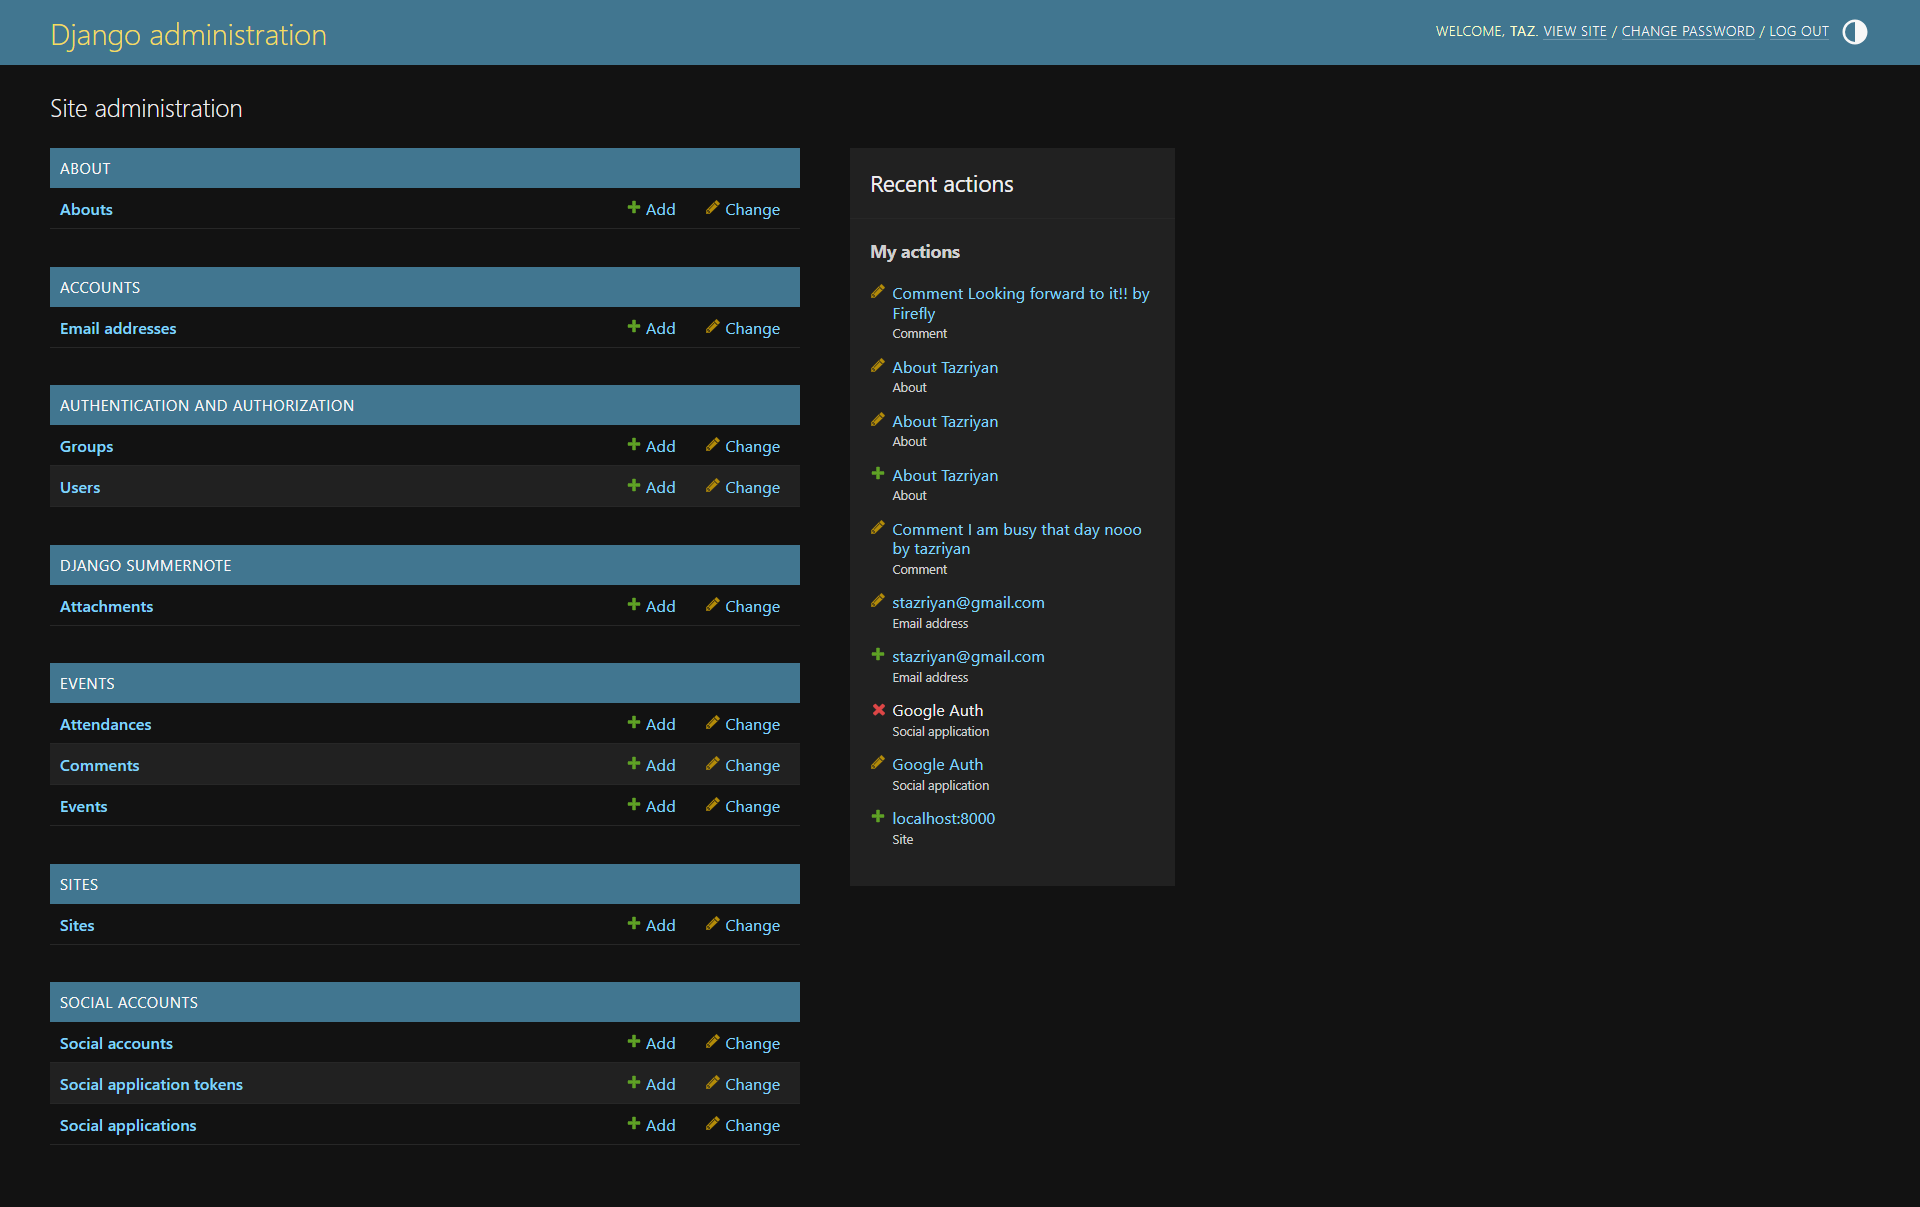 Django administration
WELCOME, TAZ. VIEW SITE / CHANGE PASSWORD / LOG OUT
Site administration
ABOUT
Abouts Add Change
ACCOUNTS
Email addresses Add Change
AUTHENTICATION AND AUTHORIZATION
Groups Add Change
Users Add Change
DJANGO SUMMERNOTE
Attachments Add Change
EVENTS
Attendances Add Change
Comments Add Change
Events Add Change
SITES
Sites Add Change
SOCIAL ACCOUNTS
Social accounts Add Change
Social application tokens Add Change
Social applications Add Change
Recent actions
My actions
Comment Looking forward to it!! by
Firefly
Comment
About Tazriyan
About
About Tazriyan
About
About Tazriyan
About
Comment I am busy that day nooo
by tazriyan
Comment
stazriyan@gmail.com
Email address
stazriyan@gmail.com
Email address
Google Auth
Social application
Google Auth
Social application
localhost:8000
Site